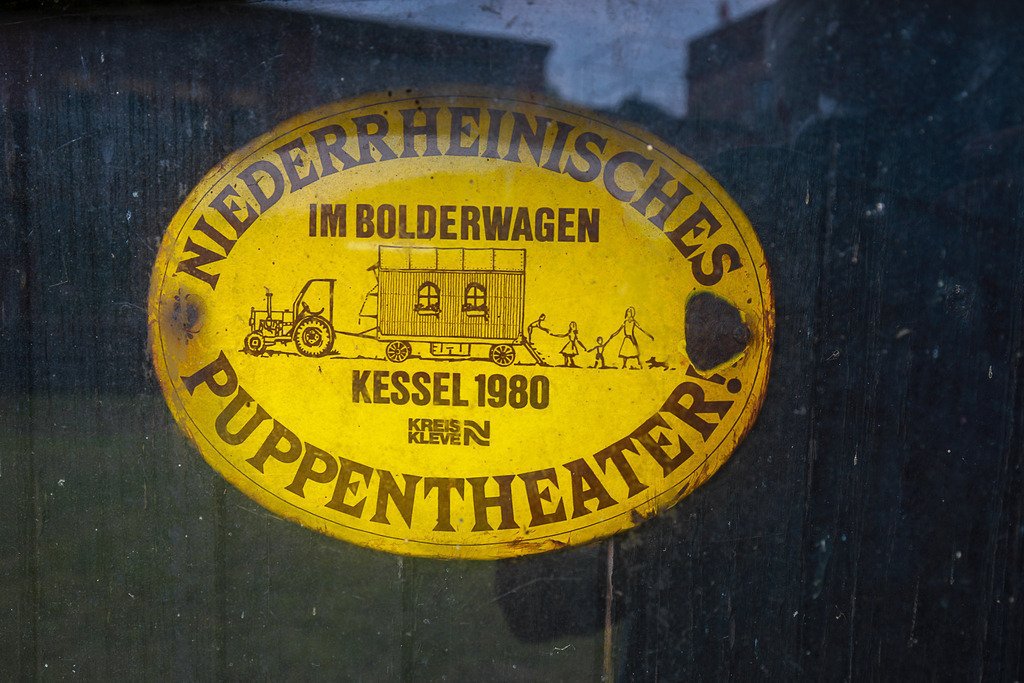 NIEDERRHEINISCHES
IM BOLDERWAGEN
KESSEL 1980
KREIS
KLEVE
PUPPENTHEATER!